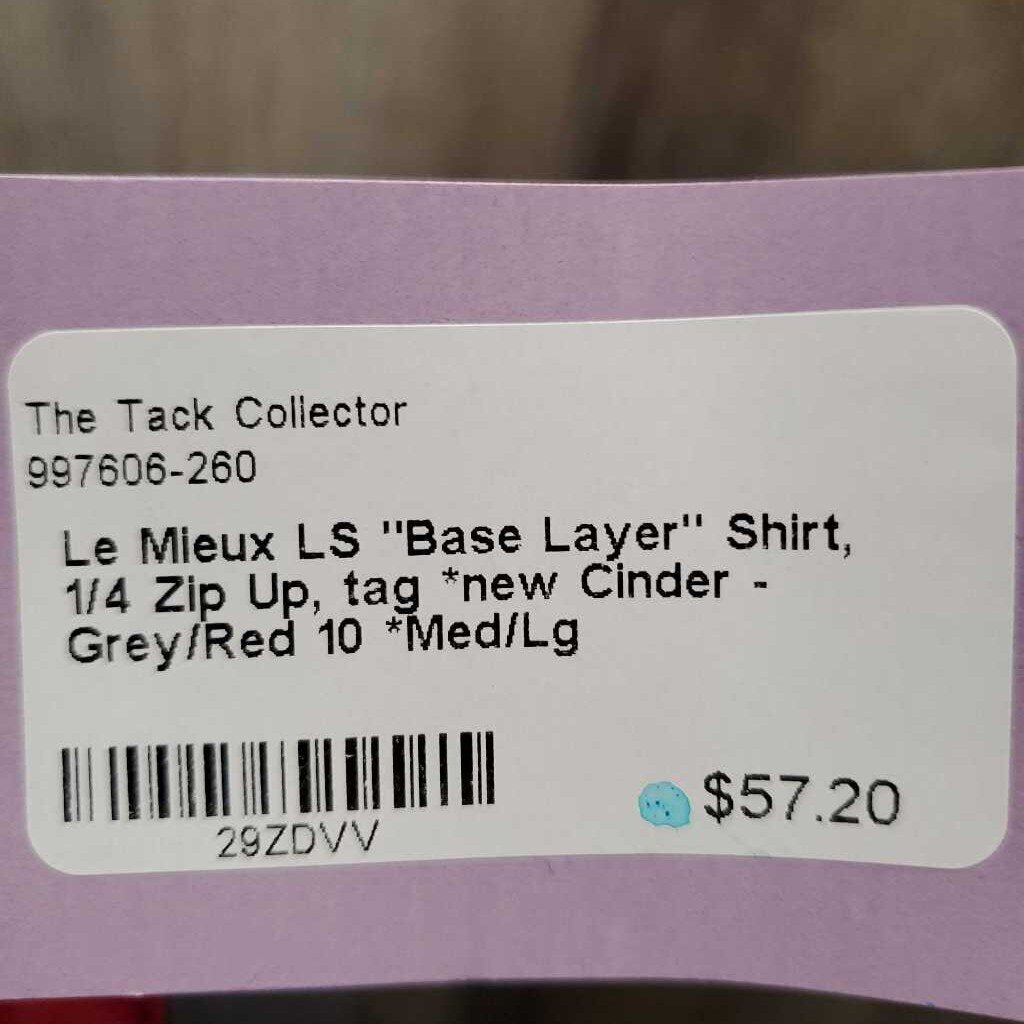 The Tack Collector
997606-260
Le Mieux LS "Base Layer" Shirt,
1/4 Zip Up, tag *new Cinder -
Grey/Red 10 *Med/Lg
29ZDVV
$57.20